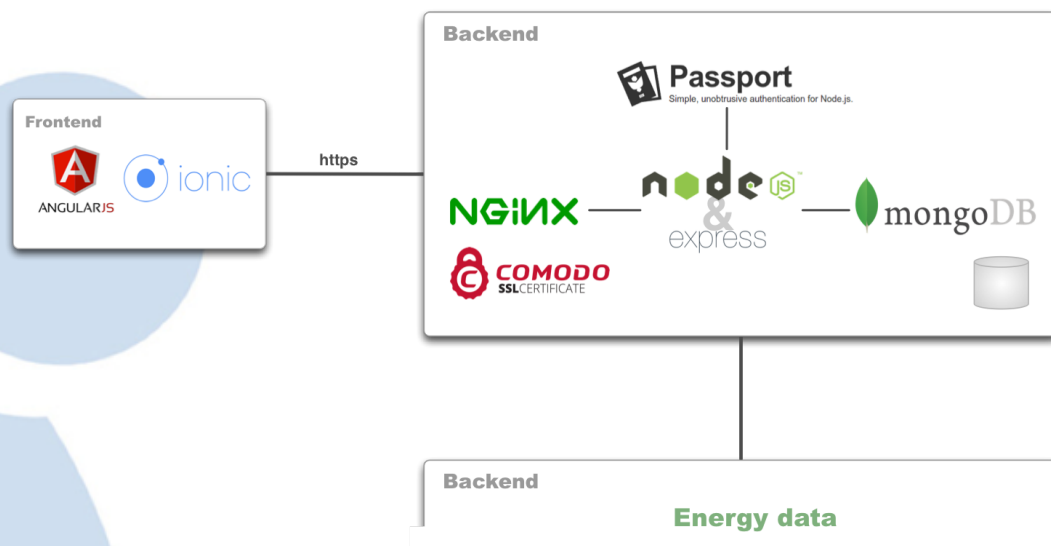 Backend
Passport
Simple, unobtrusive authentication for Node.js.
Frontend
https
ionic
ANGULARJS
node JS ™
NGiNX
&
mongoDB
express
COMODO
SSLCERTIFICATE
Backend
Energy data